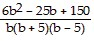 6b² - 25b + 150
b(b + 5)(b - 5)